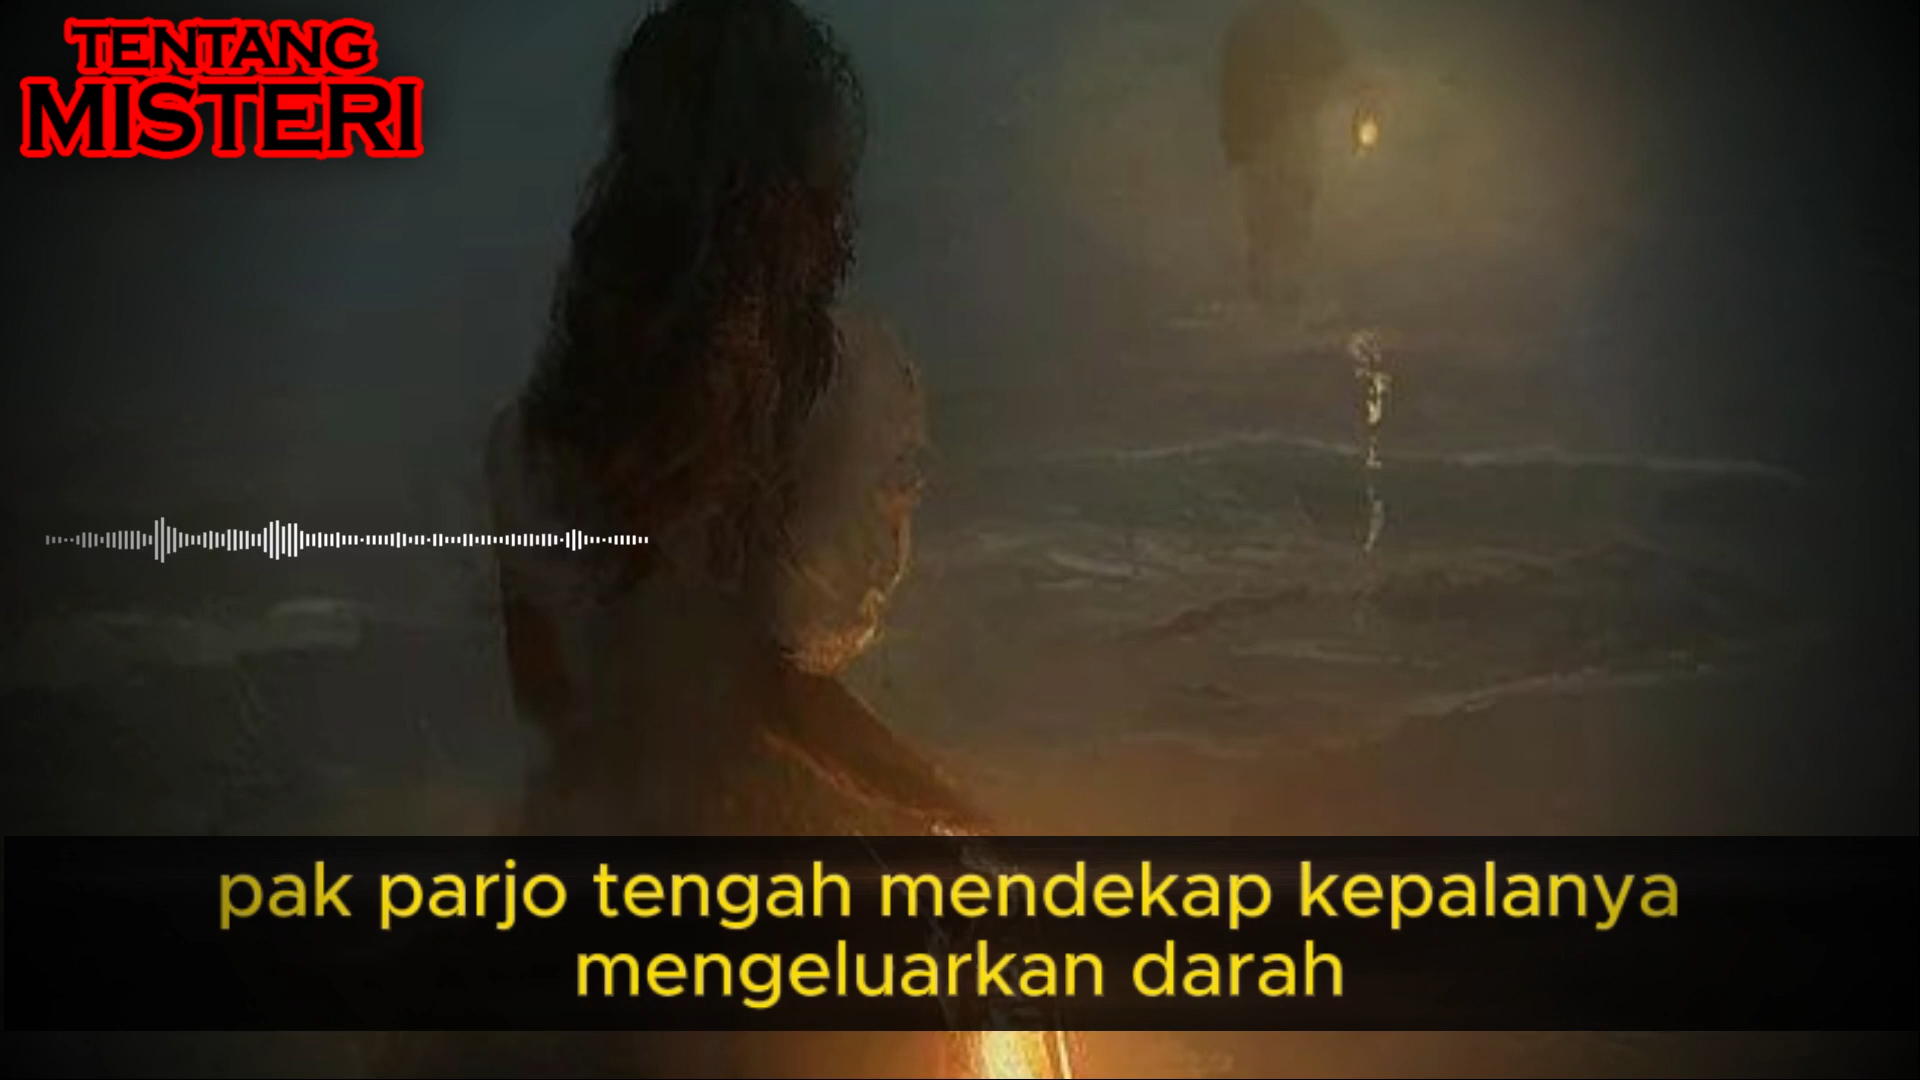 TENTANG
MISTERI
pak parjo tengah mendekap kepalanya
mengeluarkan darah